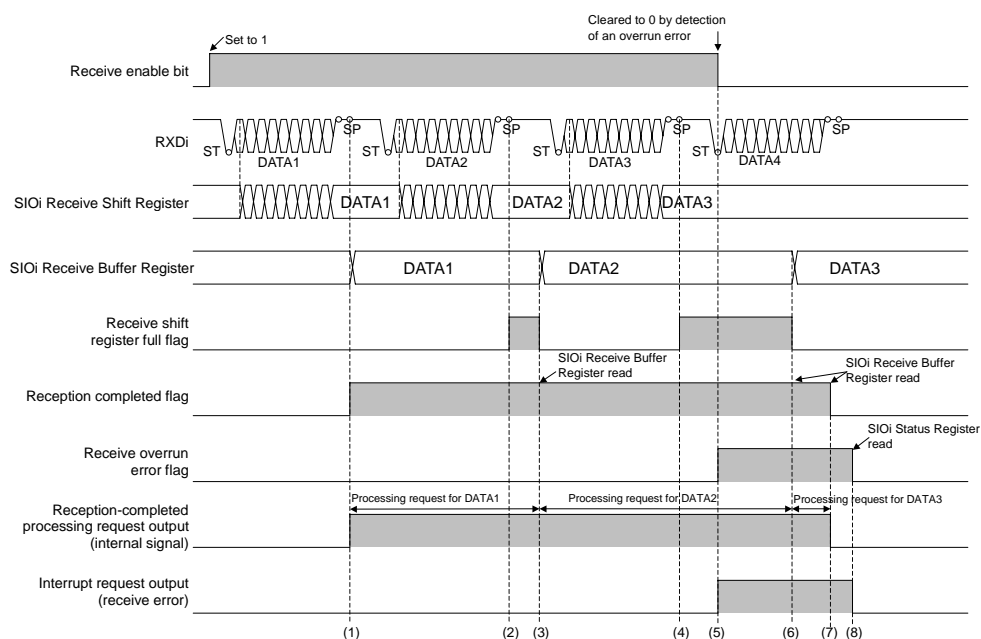 Cleared to 0 by detection
of an overrun error
Set to 1
Receive enable bit
RXDi
ST
DATA1
SP
ST
DATA2
SP
ST
DATA3
SP
ST
DATA4
SP
SIOi Receive Shift Register
DATA1
DATA2
DATA3
SIOi Receive Buffer Register
DATA1
DATA2
DATA3
Receive shift
register full flag
SIOi Receive Buffer
Register read
SIOi Receive Buffer
Register read
Reception completed flag
SIOi Status Register
read
Receive overrun
error flag
Processing request for DATA1
Processing request for DATA2
Processing request for DATA3
Reception-completed
processing request output
(internal signal)
Interrupt request output
(receive error)
(1)
(2)
(3)
(4)
(5)
(6)
(7)
(8)